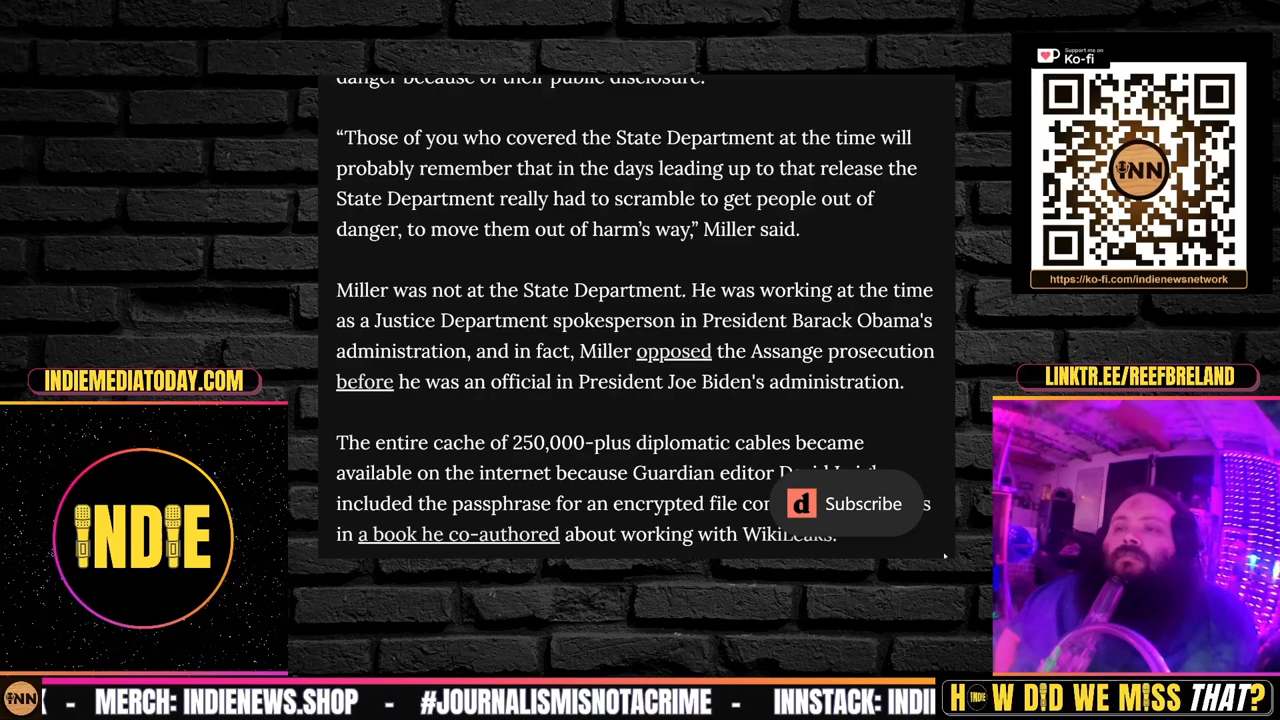 danger because of their public disclosure.
“Those of you who covered the State Department at the time will
probably remember that in the days leading up to that release the
State Department really had to scramble to get people out of
danger, to move them out of harm’s way,” Miller said.
Miller was not at the State Department. He was working at the time
as a Justice Department spokesperson in President Barack Obama's
administration, and in fact, Miller opposed the Assange prosecution
before he was an official in President Joe Biden's administration.
The entire cache of 250,000-plus diplomatic cables became
available on the internet because Guardian editor
included the passphrase for an encrypted file
in a book he co-authored about working with WikiLeaks.
d Subscribe
Support me on
Ko-fi
iNN
https://ko-fi.com/indienewsnetwork
INDIEMEDIATODAY.COM
INDIE
LINKTR.EE/REEFBRELAND
iNN
- MERCH: INDIENEWS.SHOP - #JOURNALISMISNOTACRIME - INNSTACK: INDI
HOW DID WE MISS THAT?